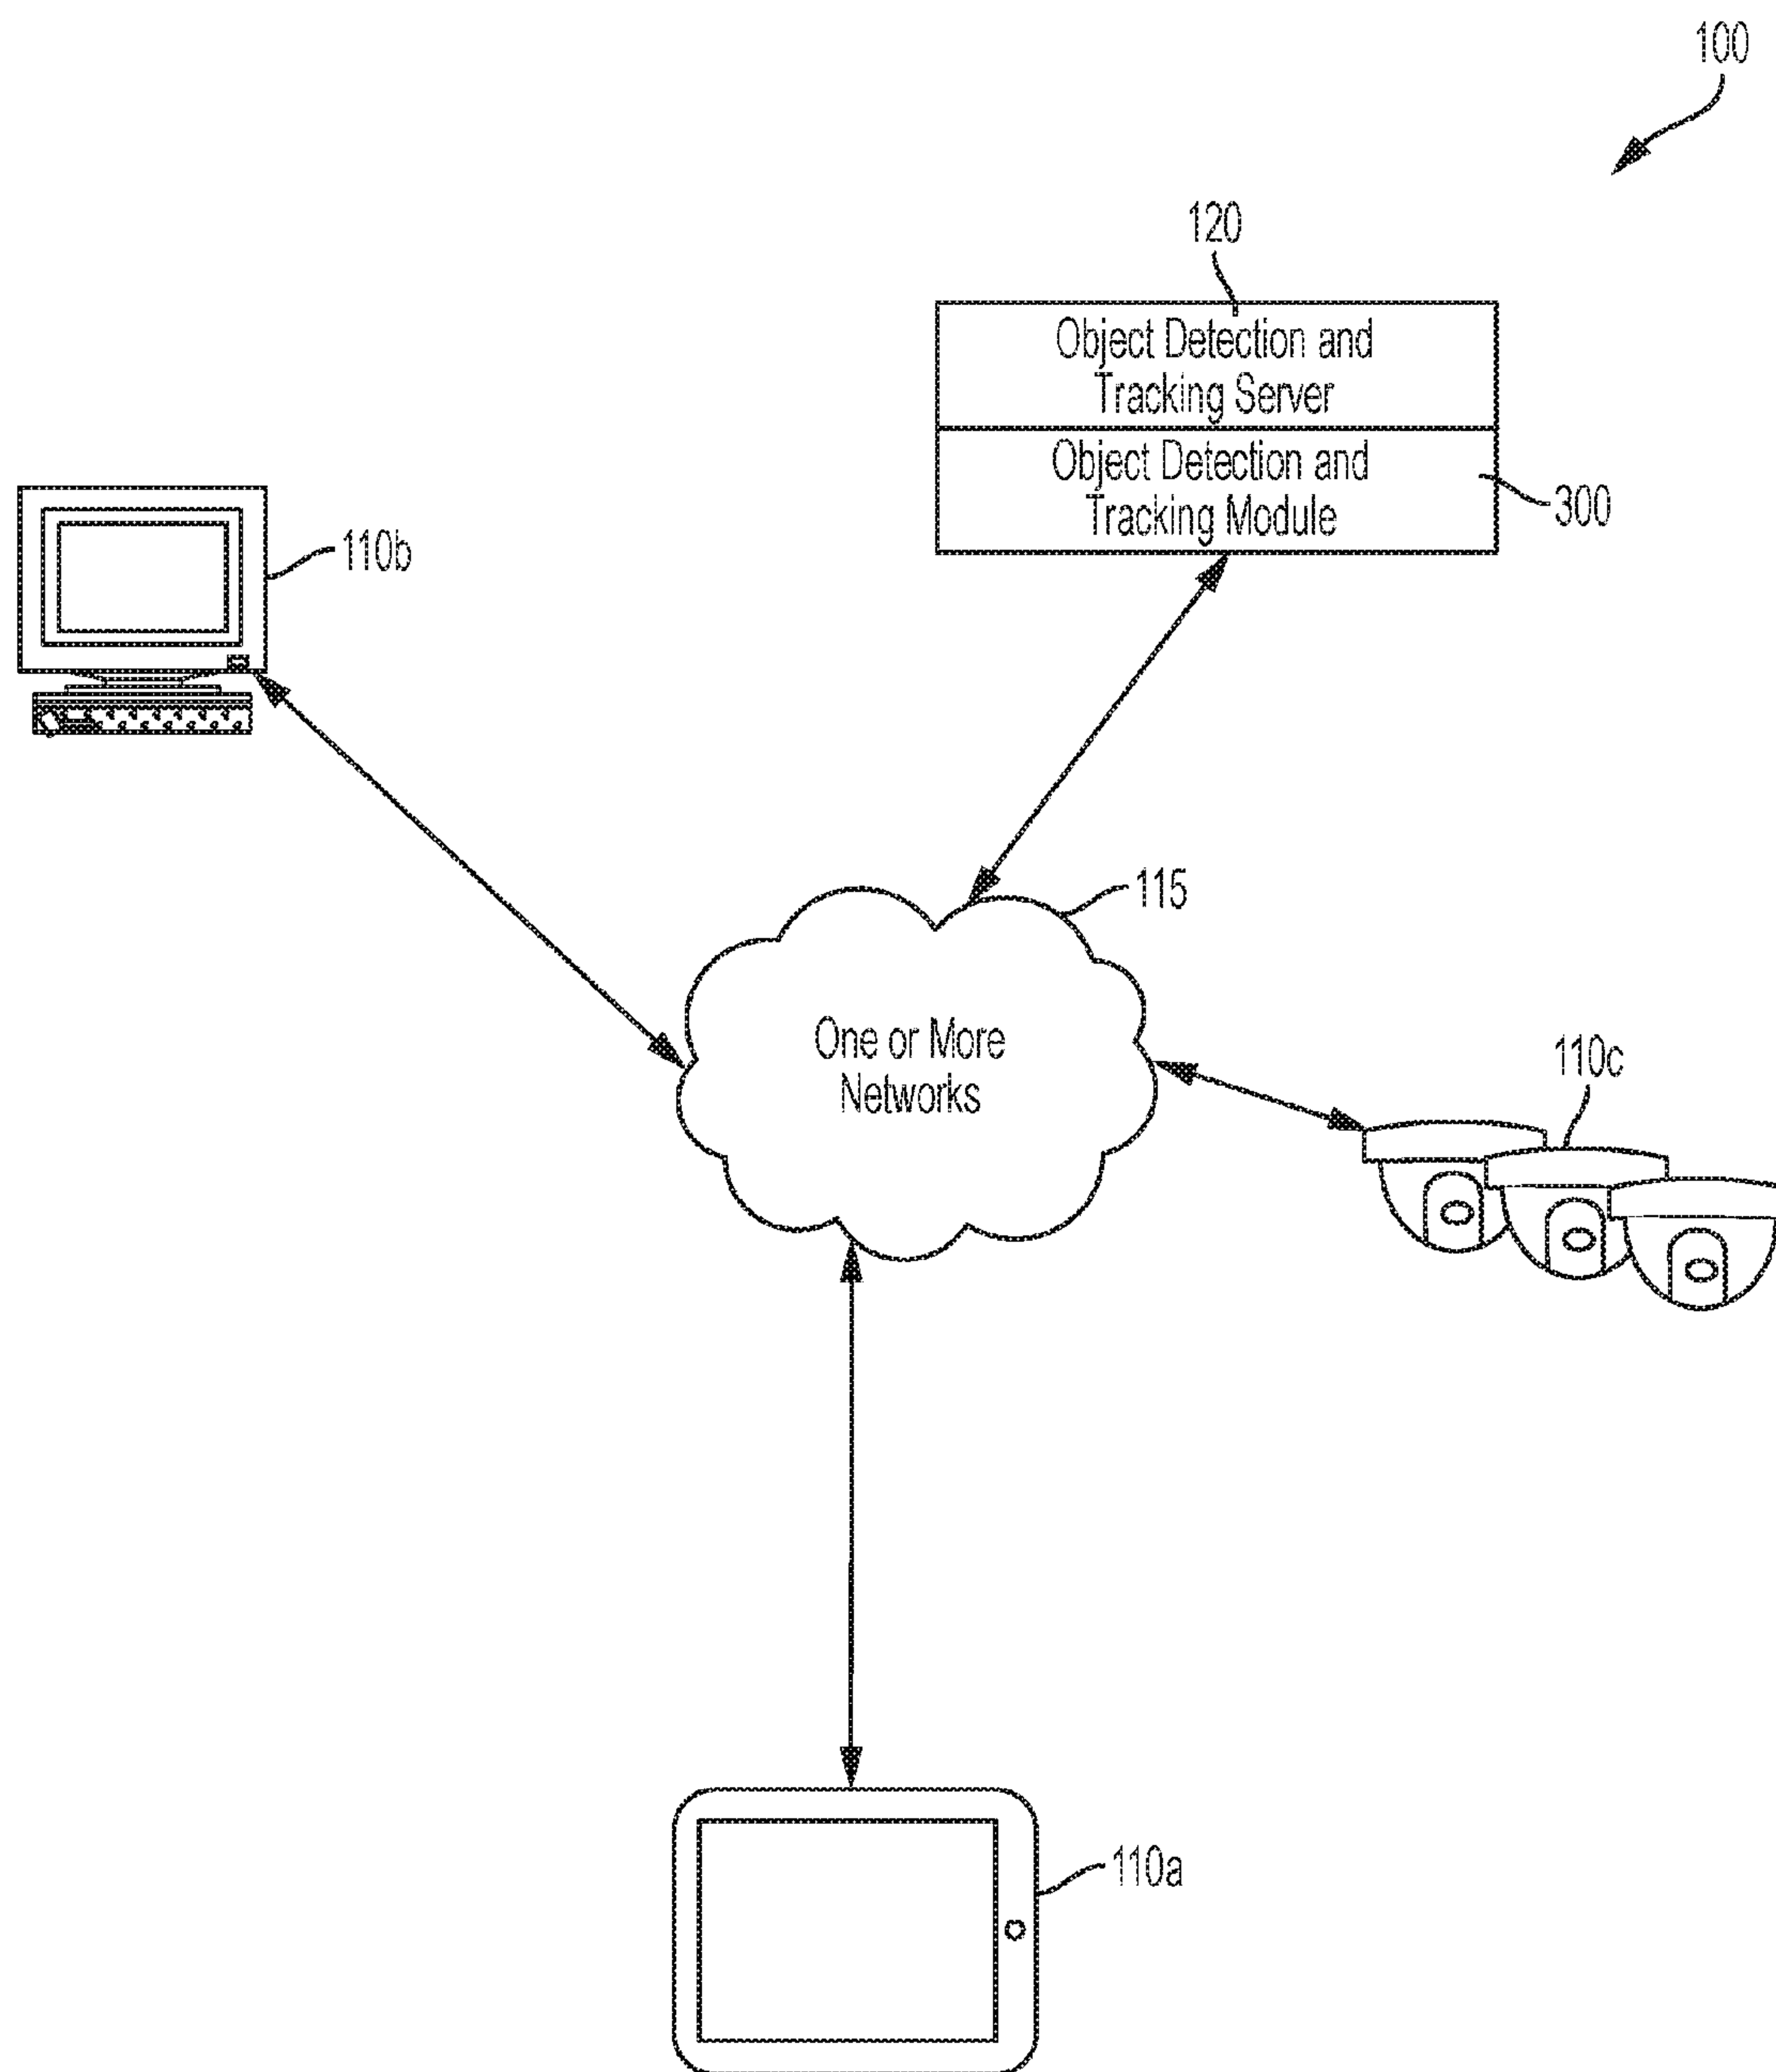 100
120
Object Detection and
Tracking Server
Object Detection and
Tracking Module
300
110b
115
One or More
Networks
110c
110a